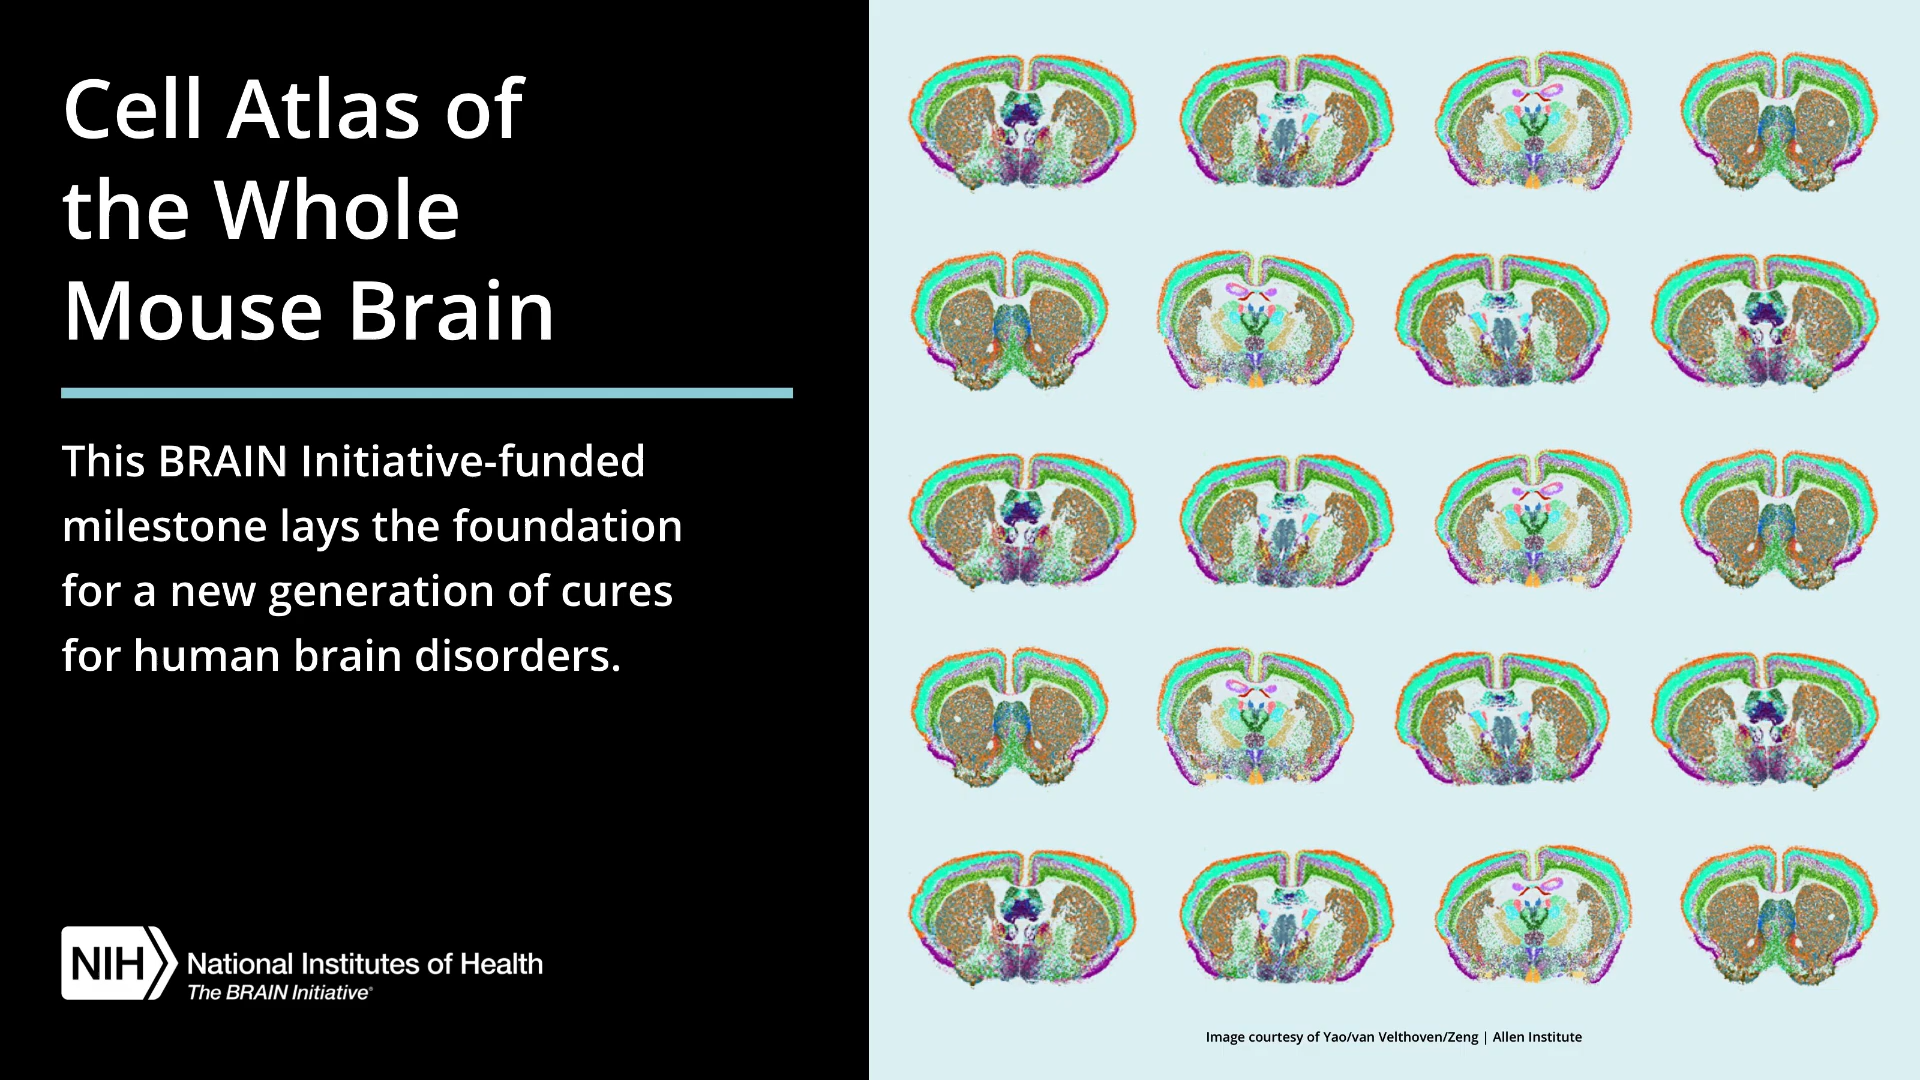 Cell Atlas of
the Whole
Mouse Brain
This BRAIN Initiative-funded
milestone lays the foundation
for a new generation of cures
for human brain disorders.
NIH National Institutes of Health
The BRAIN Initiative®
Image courtesy of Yao/van Velthoven/Zeng | Allen Institute